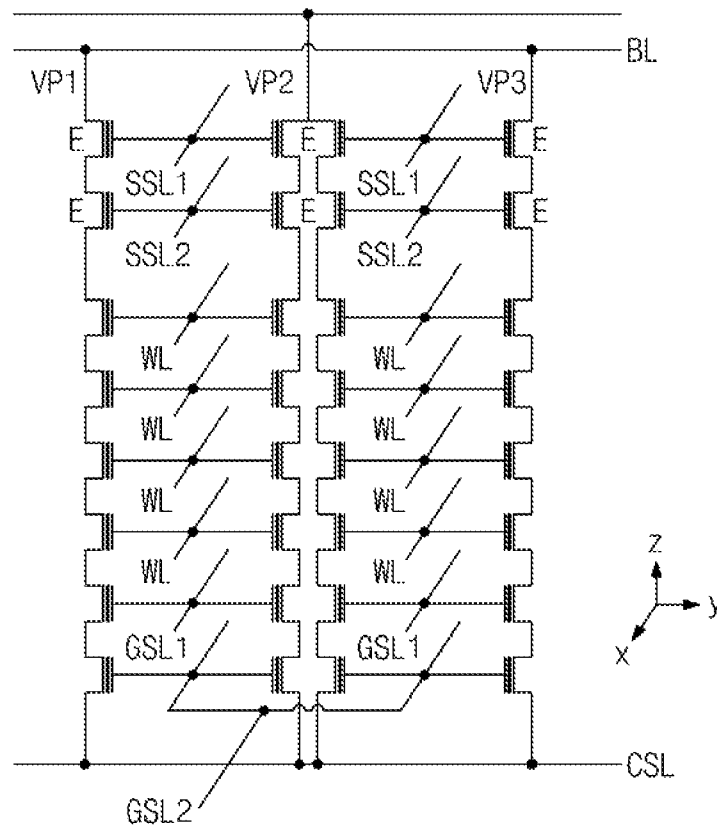 BL
VP1 VP2 VP3
E E E
SSL1 SSL1
E E E
SSL2 SSL2
WL WL
WL WL
WL WL
WL WL
GSL1 GSL1
z
y
x
CSL
GSL2